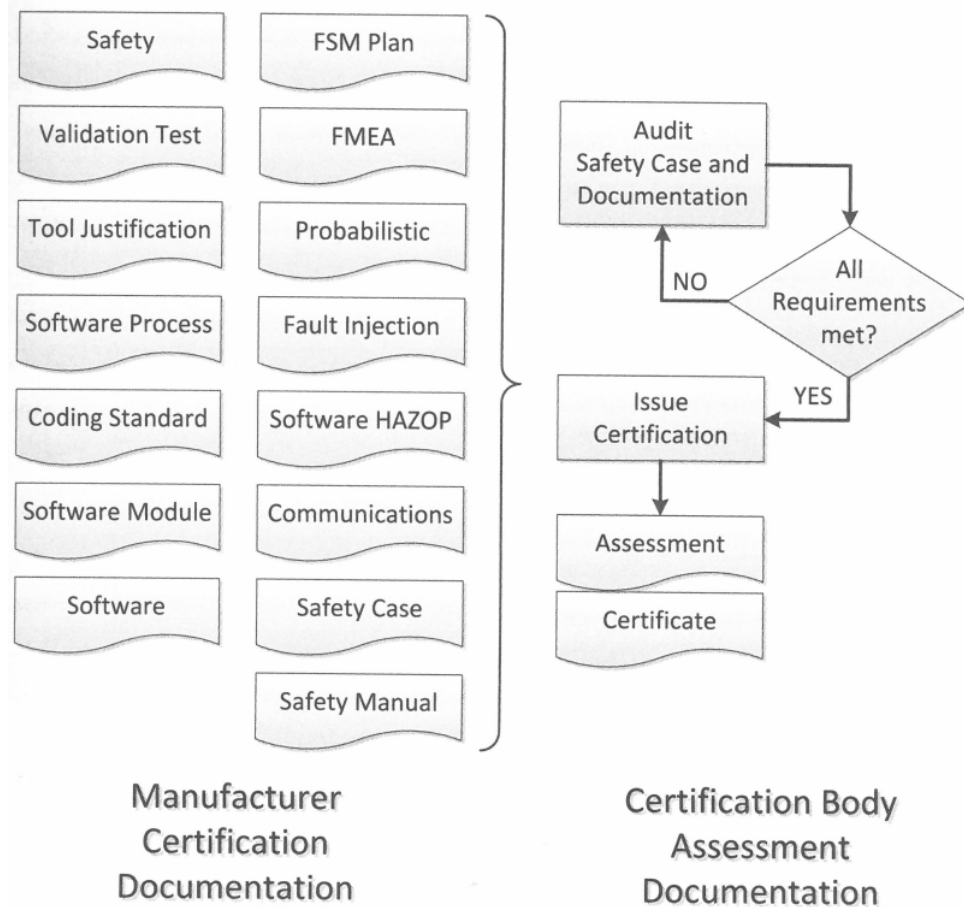 Safety
FSM Plan
Validation Test
FMEA
Tool Justification
Probabilistic
Software Process
Fault Injection
Coding Standard
Software HAZOP
Software Module
Communications
Software
Safety Case
Safety Manual
Manufacturer
Certification
Documentation
Audit
Safety Case and
Documentation
All
Requirements
met?
NO
YES
Issue
Certification
Assessment
Certificate
Certification Body
Assessment
Documentation